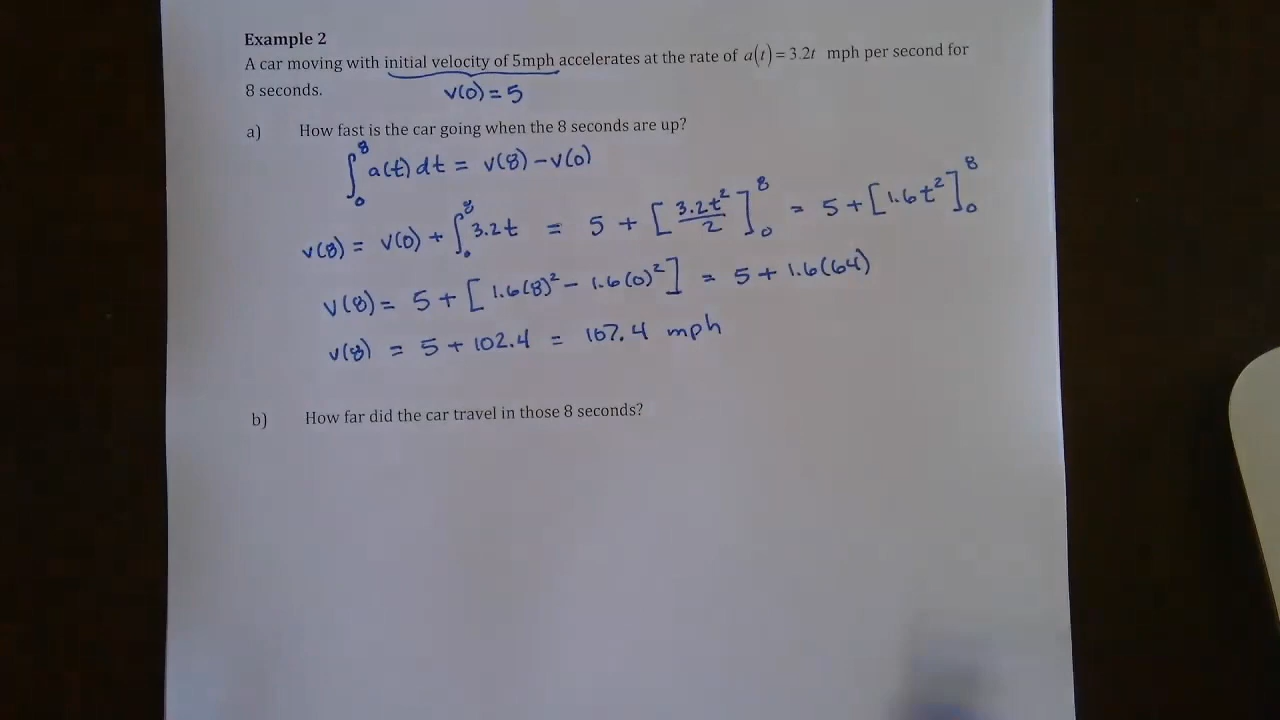 Example 2
A car moving with initial velocity of 5mph accelerates at the rate of a(t) = 3.2t mph per second for
8 seconds.
v(0) = 5
a) How fast is the car going when the 8 seconds are up?
∫₀⁸ a(t) dt = v(8) - v(0)
v(8) = v(0) + ∫₀⁸ 3.2t = 5 + [3.2t²/2]₀⁸ = 5 + [1.6t²]₀⁸
v(8) = 5 + [1.6(8)² - 1.6(0)²] = 5 + 1.6(64)
v(8) = 5 + 102.4 = 107.4 mph
b) How far did the car travel in those 8 seconds?